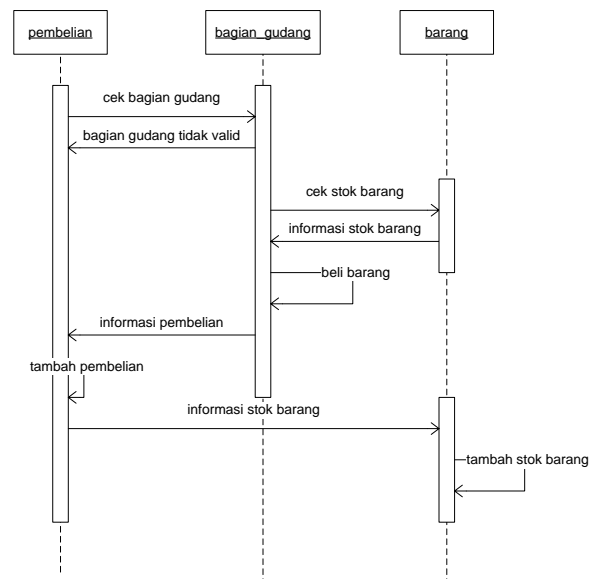 pembelian
bagian_gudang
barang
cek bagian gudang
bagian gudang tidak valid
cek stok barang
informasi stok barang
beli barang
informasi pembelian
tambah pembelian
informasi stok barang
tambah stok barang